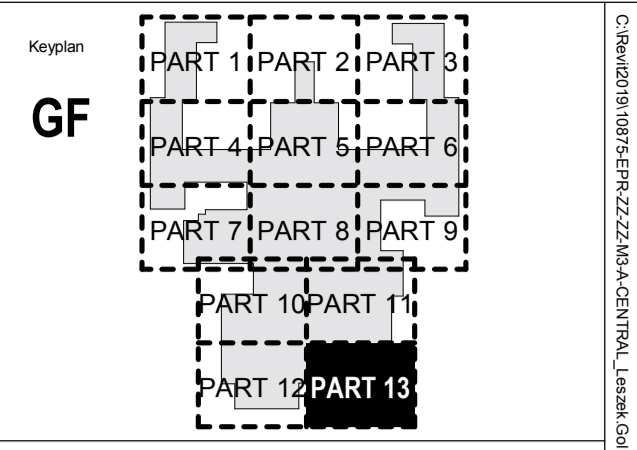 Keyplan
GF
PART 1 PART 2 PART 3
PART 4 PART 5 PART 6
PART 7 PART 8 PART 9
PART 10 PART 11
PART 12 PART 13
C:\Revit2019\10875-EPR-ZZ-ZZ-M3-A-CENTRAL_Leszek.Gol